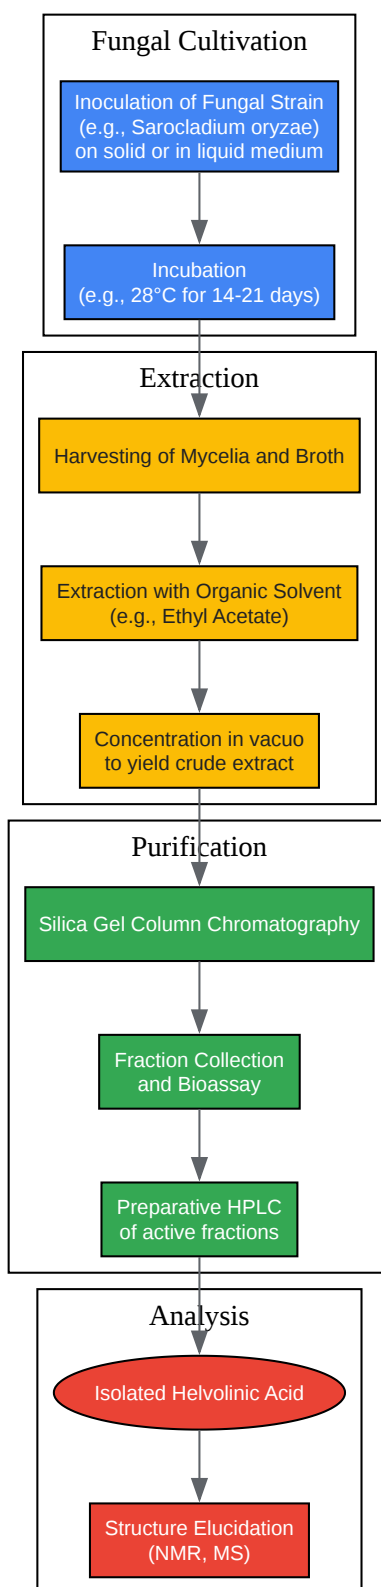 Fungal Cultivation
Inoculation of Fungal Strain
(e.g., Sarocladium oryzae)
on solid or in liquid medium
Incubation
(e.g., 28°C for 14-21 days)
Extraction
Harvesting of Mycelia and Broth
Extraction with Organic Solvent
(e.g., Ethyl Acetate)
Concentration in vacuo
to yield crude extract
Purification
Silica Gel Column Chromatography
Fraction Collection
and Bioassay
Preparative HPLC
of active fractions
Analysis
Isolated Helvolinic Acid
Structure Elucidation
(NMR, MS)